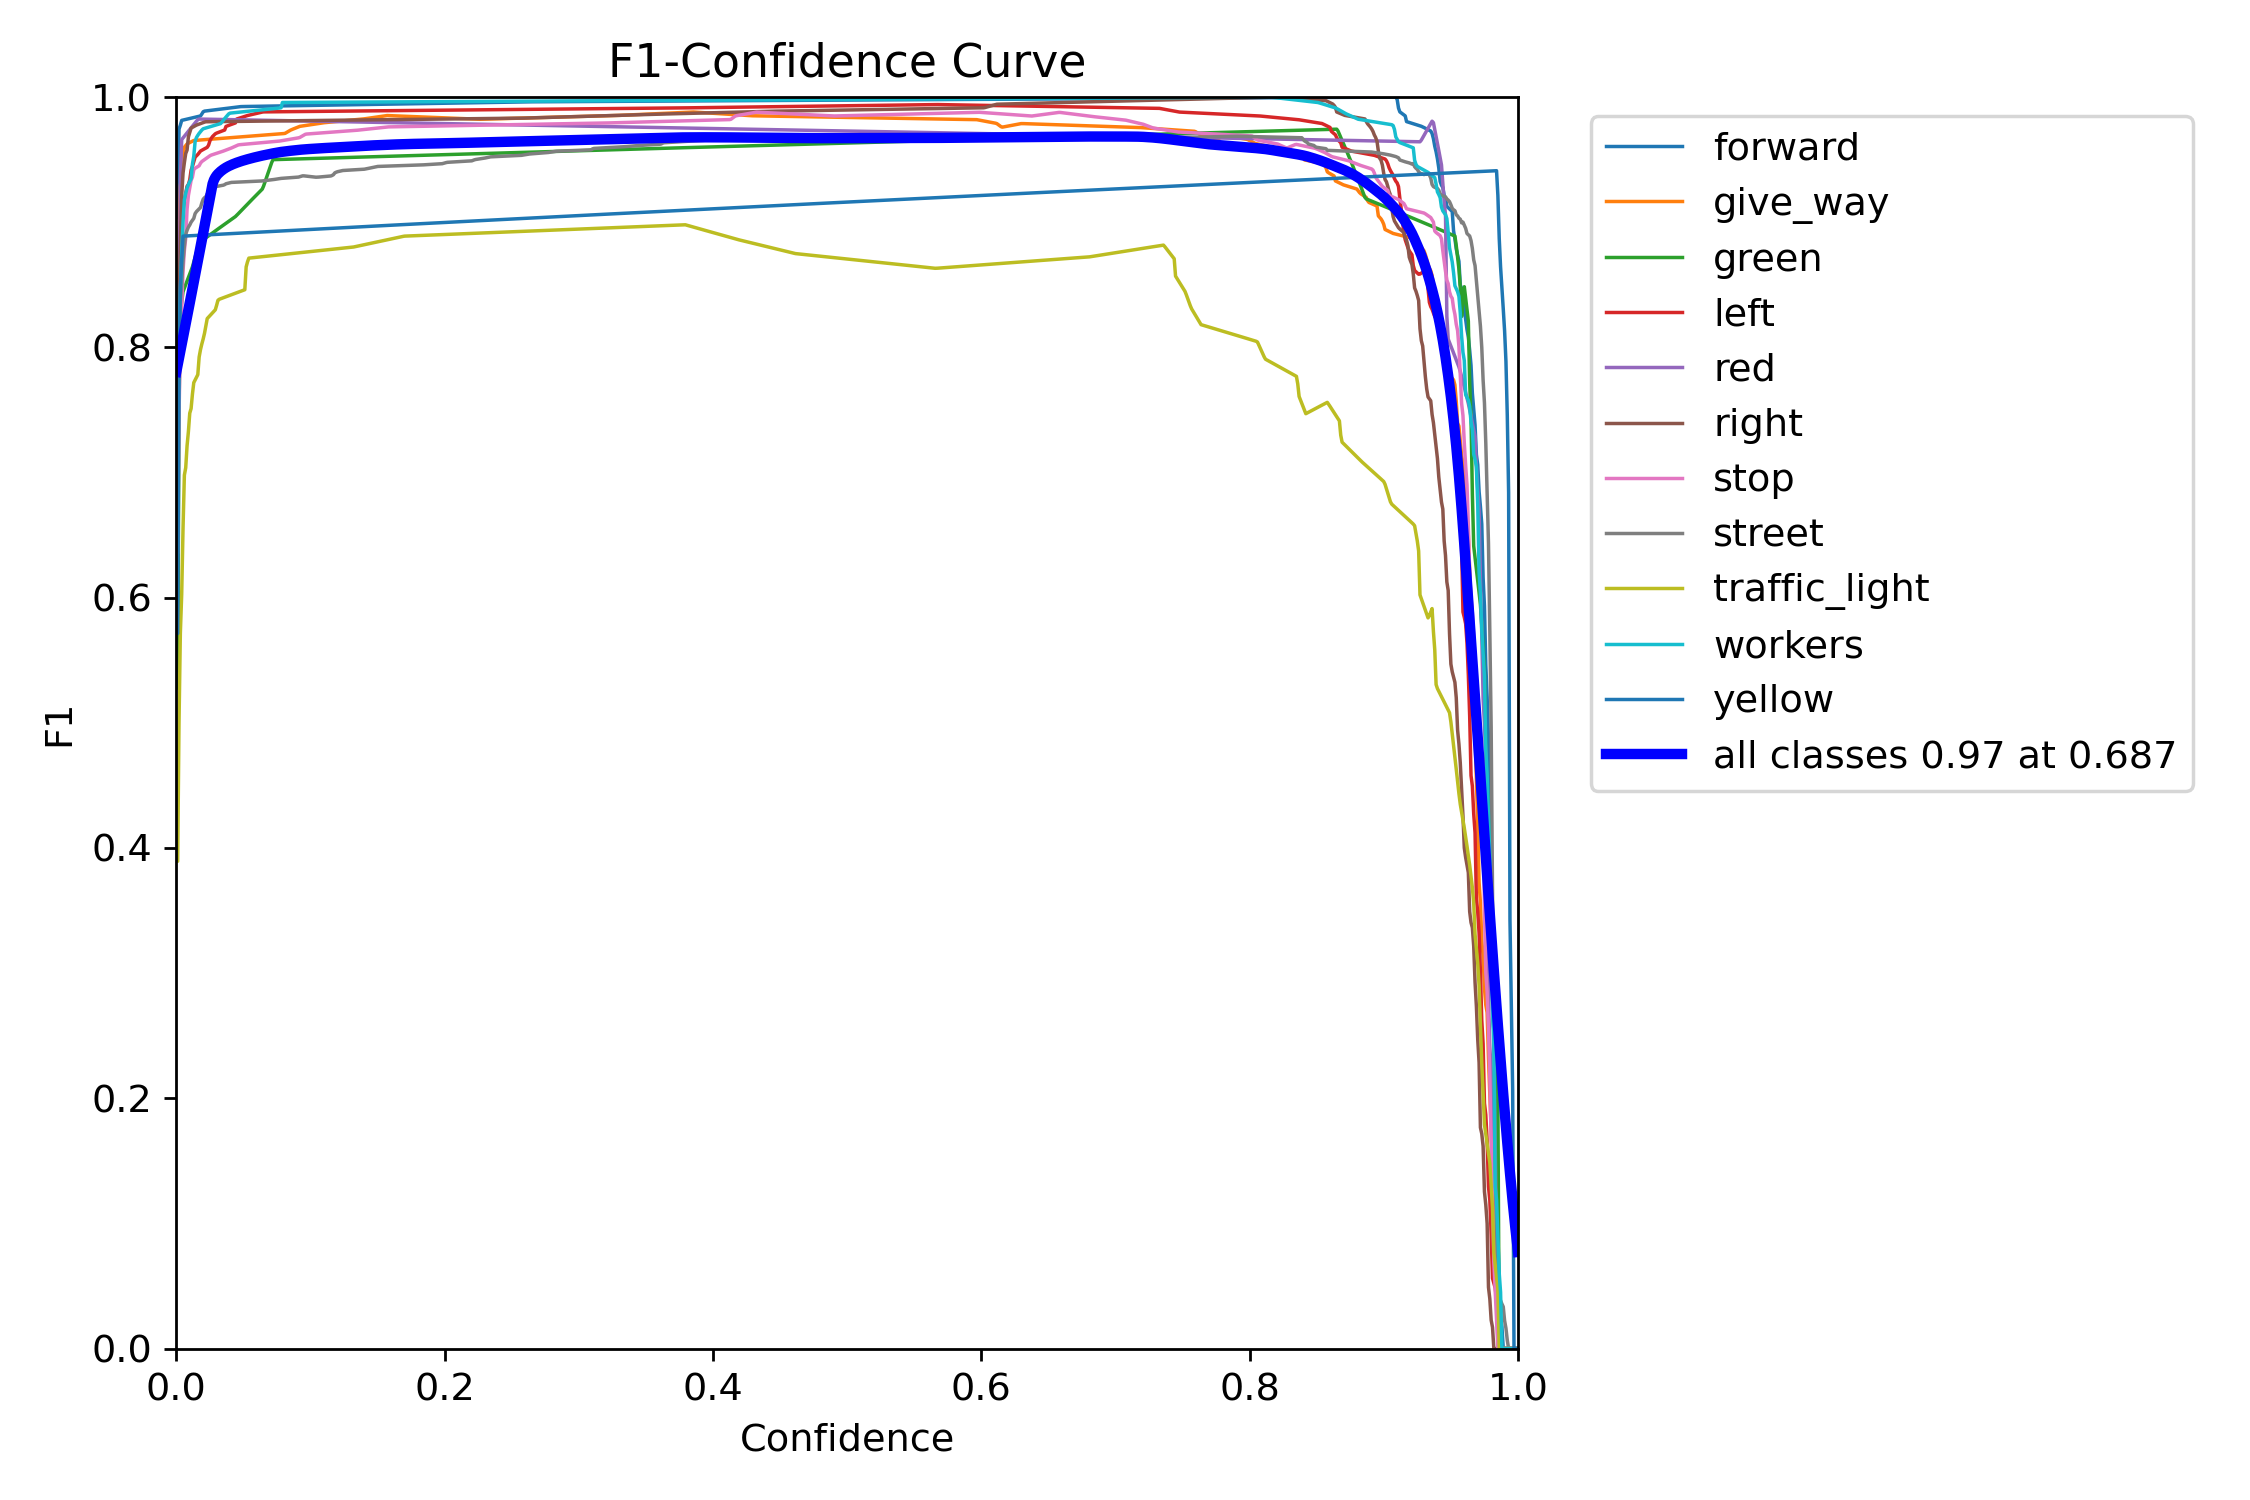 F1-Confidence Curve
1.0
0.8
0.6
0.4
0.2
0.0
F1
0.0 0.2 0.4 0.6 0.8 1.0
Confidence
forward
give_way
green
left
red
right
stop
street
traffic_light
workers
yellow
all classes 0.97 at 0.687